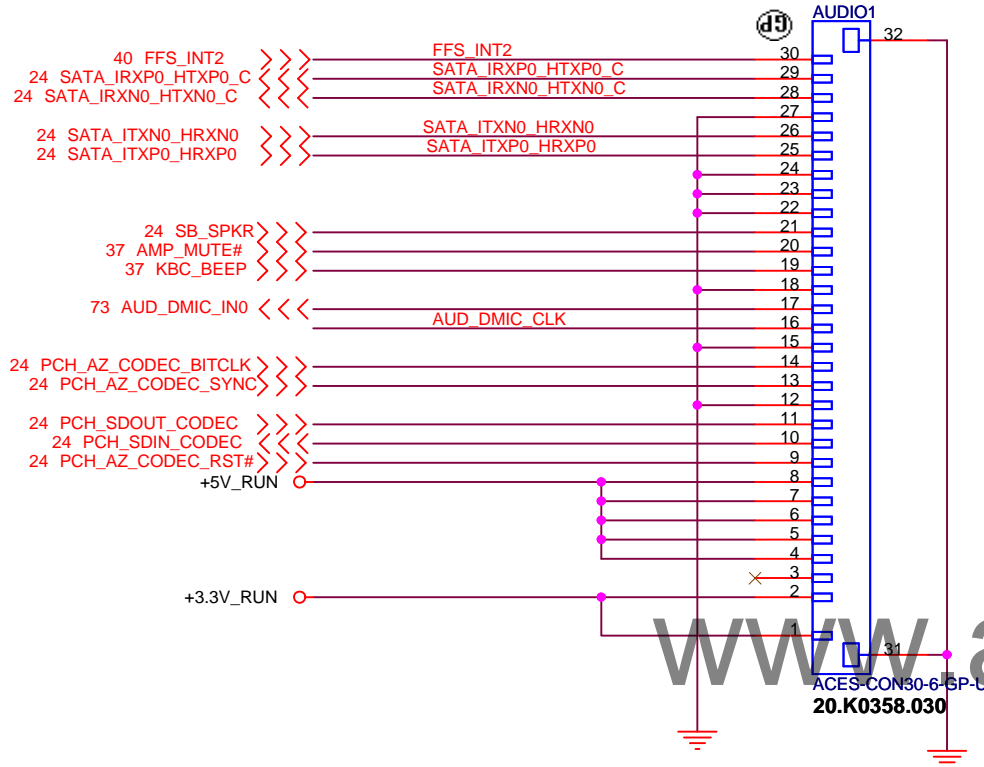 AUDIO1
GP
32
40 FFS_INT2 FFS_INT2 30
24 SATA_IRXP0_HTXP0_C SATA_IRXP0_HTXP0_C 29
24 SATA_IRXN0_HTXN0_C SATA_IRXN0_HTXN0_C 28
27
24 SATA_ITXN0_HRXN0 SATA_ITXN0_HRXN0 26
24 SATA_ITXP0_HRXP0 SATA_ITXP0_HRXP0 25
24
23
22
24 SB_SPKR 21
37 AMP_MUTE# 20
37 KBC_BEEP 19
18
73 AUD_DMIC_IN0 17
AUD_DMIC_CLK 16
15
24 PCH_AZ_CODEC_BITCLK 14
24 PCH_AZ_CODEC_SYNC 13
12
24 PCH_SDOUT_CODEC 11
24 PCH_SDIN_CODEC 10
24 PCH_AZ_CODEC_RST# 9
+5V_RUN 8
7
6
5
4
3
+3.3V_RUN 2
1
31
www.a
ACES-CON30-6-GP-U
20.K0358.030